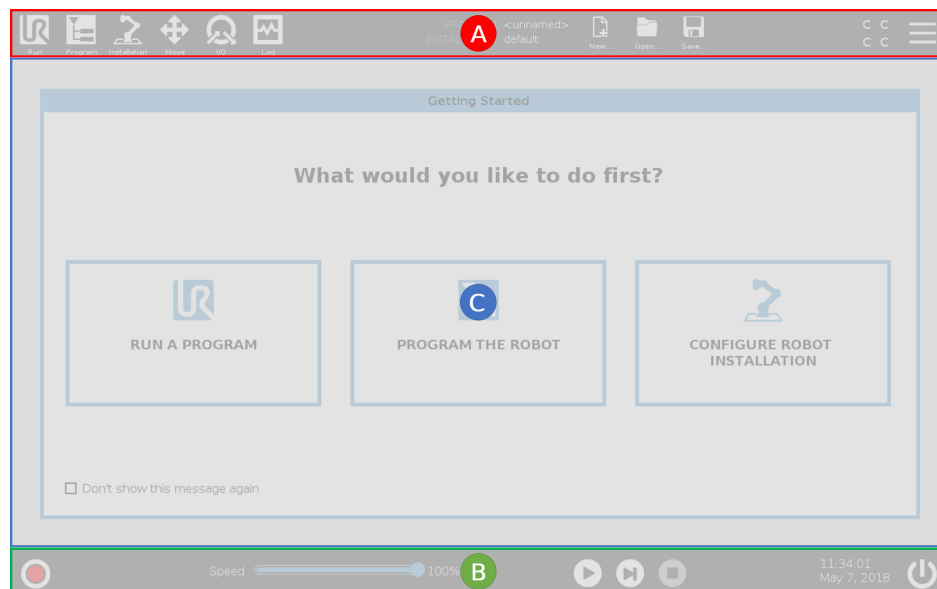 <unnamed>
default
A
C C
C C
Run
Program
Installation
Move
I/O
Log
New...
Open...
Save...
Getting Started
What would you like to do first?
C
RUN A PROGRAM
PROGRAM THE ROBOT
CONFIGURE ROBOT
INSTALLATION
Don't show this message again
Speed
100%
B
11:34:01
May 7, 2018